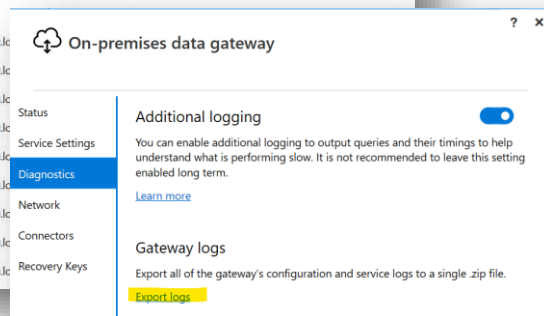 ? ×
On-premises data gateway
Status
Service Settings
Diagnostics
Network
Connectors
Recovery Keys
Additional logging
You can enable additional logging to output queries and their timings to help
understand what is performing slow. It is not recommended to leave this setting
enabled long term.
Learn more
Gateway logs
Export all of the gateway's configuration and service logs to a single .zip file.
Export logs